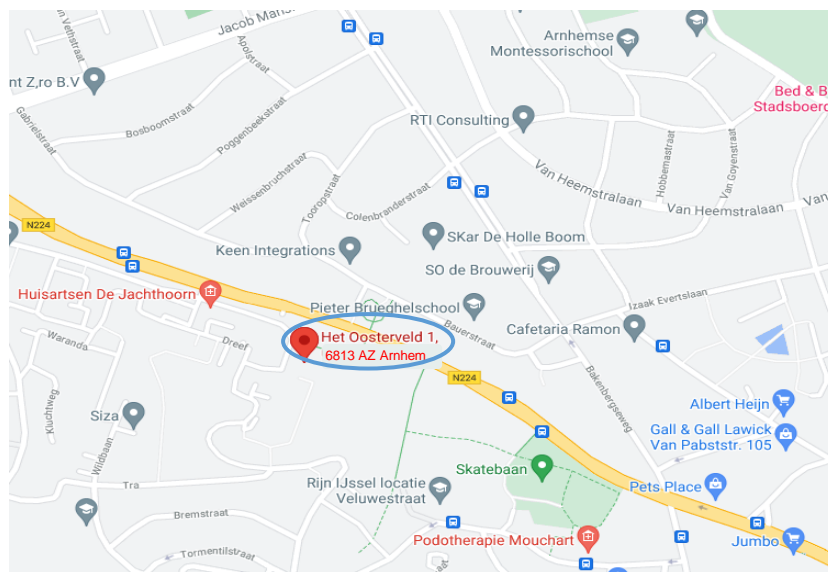 Jacob Mars
n Vethstraat
Apolstraat
Arnhemse
Montessorischool
nt Z,ro B.V
Bed & B
Stadsboerd
Gabriëlstraat
Bosboomstraat
Poggenbeekstraat
RTI Consulting
Hobbemastraat
Van Goyenstraat
Van Heemstralaan
Weissenbruchstraat
Tooropstraat
Colenbranderstraat
Van Heemstralaan
Van
N224
Keen Integrations
SKar De Holle Boom
SO de Brouwerij
Huisartsen De Jachthoorn
Pieter Brueghelschool
Izaak Evertslaan
Bauerstraat
Cafetaria Ramon
Waranda
Dreef
Het Oosterveld 1,
6813 AZ Arnhem
N224
Bakenbergseweg
Kluchtweg
Siza
Albert Heijn
Gall & Gall Lawick
Van Pabststr. 105
Wildbaan
Skatebaan
Tra
Rijn IJssel locatie
Veluwestraat
Pets Place
Bremstraat
Podotherapie Mouchart
Jumbo
Tormentilstraat